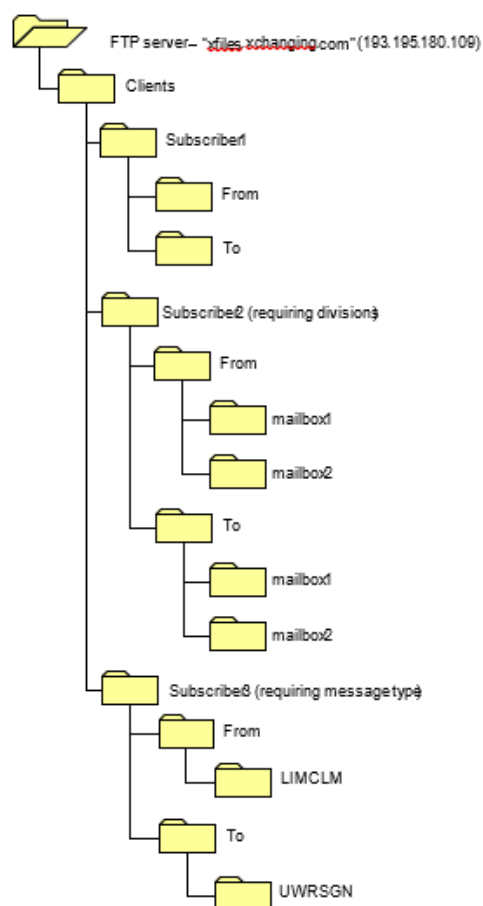 FTP server– "xfiles.xchanging.com" (193.195.180.109)
Clients
Subscriber1
From
To
Subscriber2 (requiring divisions)
From
mailbox1
mailbox2
To
mailbox1
mailbox2
Subscriber3 (requiring message type)
From
LIMCLM
To
UWRSGN